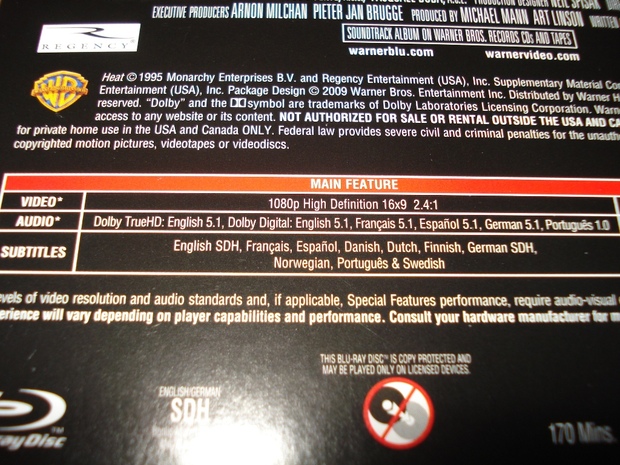 EXECUTIVE PRODUCERS ARNON MILCHAN PIETER JAN BRUGGE PRODUCED BY MICHAEL MANN ART LINSON WRITTEN
SOUNDTRACK ALBUM ON WARNER BROS. RECORDS CDs AND TAPES
REGENCY
warnerblu.com warnervideo.com
Heat © 1995 Monarchy Enterprises B.V. and Regency Entertainment (USA), Inc. Supplementary Material Co
Entertainment (USA), Inc. Package Design © 2009 Warner Bros. Entertainment Inc. Distributed by Warner H
reserved. "Dolby" and the symbol are trademarks of Dolby Laboratories Licensing Corporation. Warn
access to any website or its content. NOT AUTHORIZED FOR SALE OR RENTAL OUTSIDE THE USA AND CA
for private home use in the USA and Canada ONLY. Federal law provides severe civil and criminal penalties for the unauth
copyrighted motion pictures, videotapes or videodiscs.
MAIN FEATURE
VIDEO* 1080p High Definition 16x9 2.4:1
AUDIO* Dolby TrueHD: English 5.1, Dolby Digital: English 5.1, Français 5.1, Español 5.1, German 5.1, Português 1.0
SUBTITLES English SDH, Français, Español, Danish, Dutch, Finnish, German SDH,
Norwegian, Português & Swedish
evels of video resolution and audio standards and, if applicable, Special Features performance, require audio-visual
erience will vary depending on player capabilities and performance. Consult your hardware manufacturer for m
THIS BLU-RAY DISC™ IS COPY PROTECTED AND
MAY BE PLAYED ONLY ON LICENSED DEVICES.
ENGLISH/GERMAN
SDH
ray Disc
170 Mins.